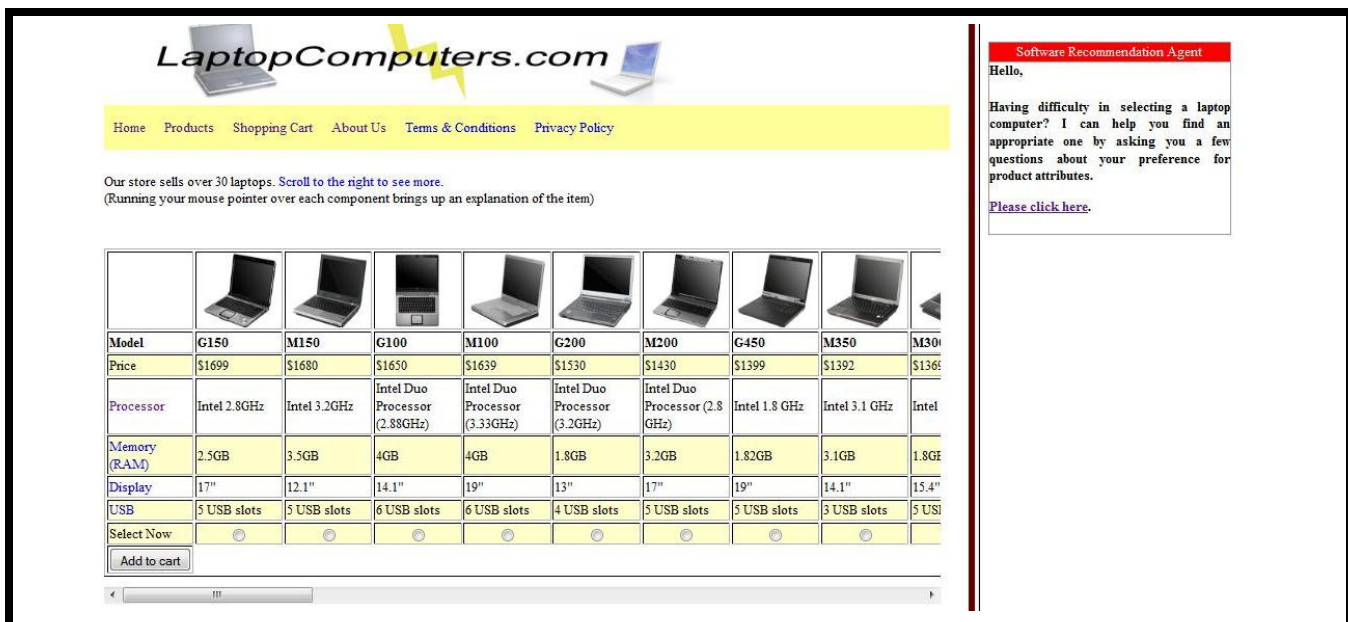 LaptopComputers.com
Home Products Shopping Cart About Us Terms & Conditions Privacy Policy
Our store sells over 30 laptops. Scroll to the right to see more.
(Running your mouse pointer over each component brings up an explanation of the item)
Model G150 M150 G100 M100 G200 M200 G450 M350 M300
Price $1699 $1680 $1650 $1639 $1530 $1430 $1399 $1392 $1369
Processor Intel 2.8GHz Intel 3.2GHz Intel Duo Processor (2.88GHz) Intel Duo Processor (3.33GHz) Intel Duo Processor (3.2GHz) Intel Duo Processor (2.8 GHz) Intel 1.8 GHz Intel 3.1 GHz Intel
Memory (RAM) 2.5GB 3.5GB 4GB 4GB 1.8GB 3.2GB 1.82GB 3.1GB 1.8GB
Display 17" 12.1" 14.1" 19" 13" 17" 19" 14.1" 15.4"
USB 5 USB slots 5 USB slots 6 USB slots 6 USB slots 4 USB slots 5 USB slots 5 USB slots 3 USB slots 5 US
Select Now
Add to cart
Software Recommendation Agent
Hello,
Having difficulty in selecting a laptop
computer? I can help you find an
appropriate one by asking you a few
questions about your preference for
product attributes.
Please click here.